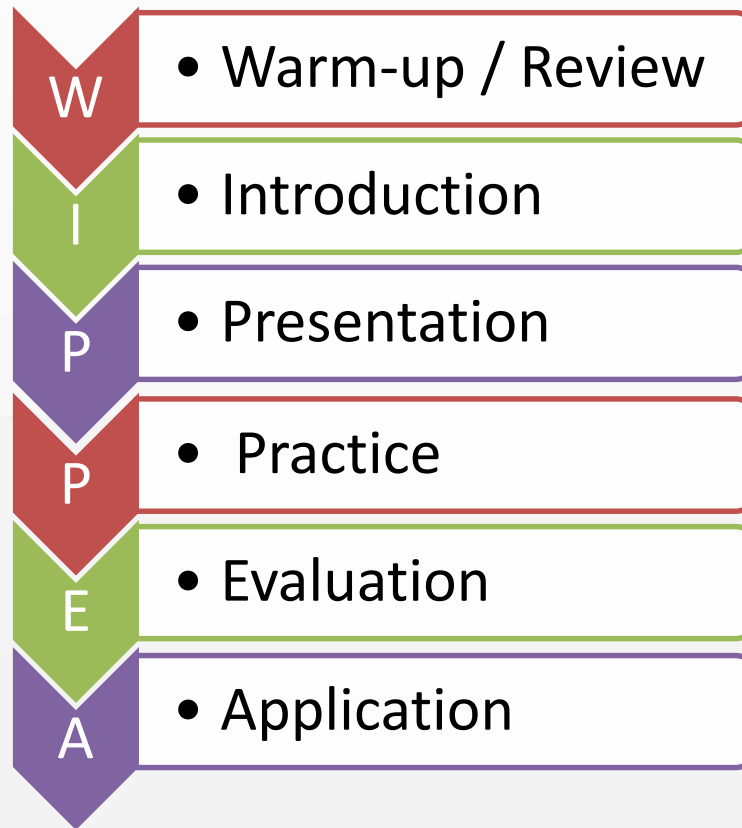 W
• Warm-up / Review
I
• Introduction
P
• Presentation
P
• Practice
E
• Evaluation
A
• Application